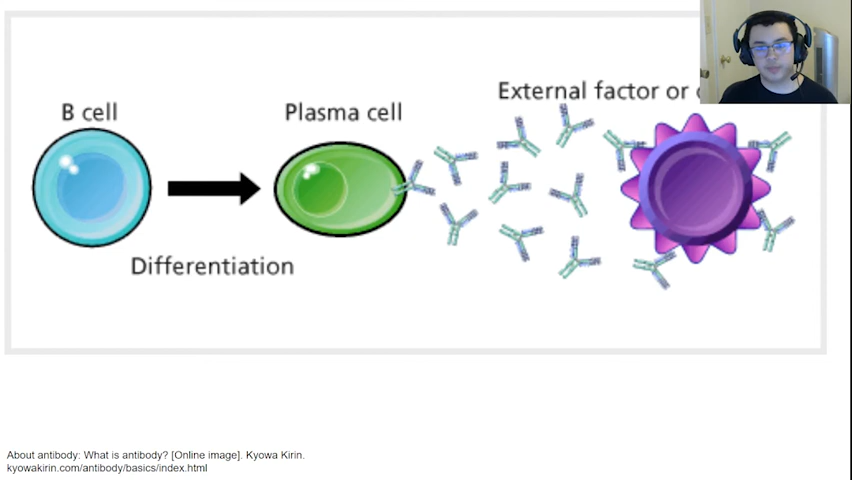 External factor or
B cell
Plasma cell
Differentiation
About antibody: What is antibody? [Online image]. Kyowa Kirin.
kyowakirin.com/antibody/basics/index.html